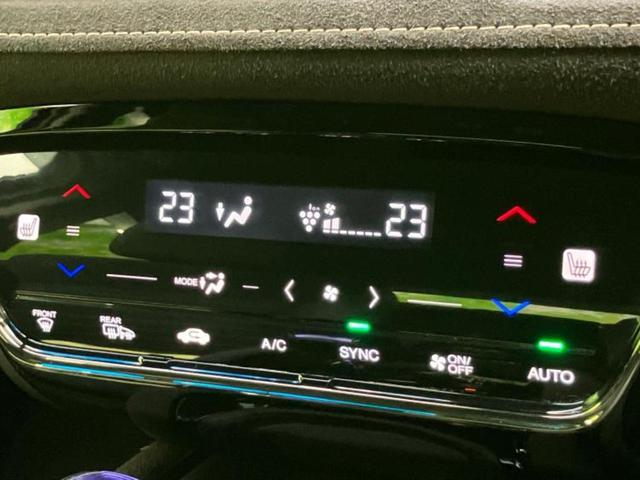 23 23
MODE
FRONT REAR A/C SYNC ON/OFF AUTO